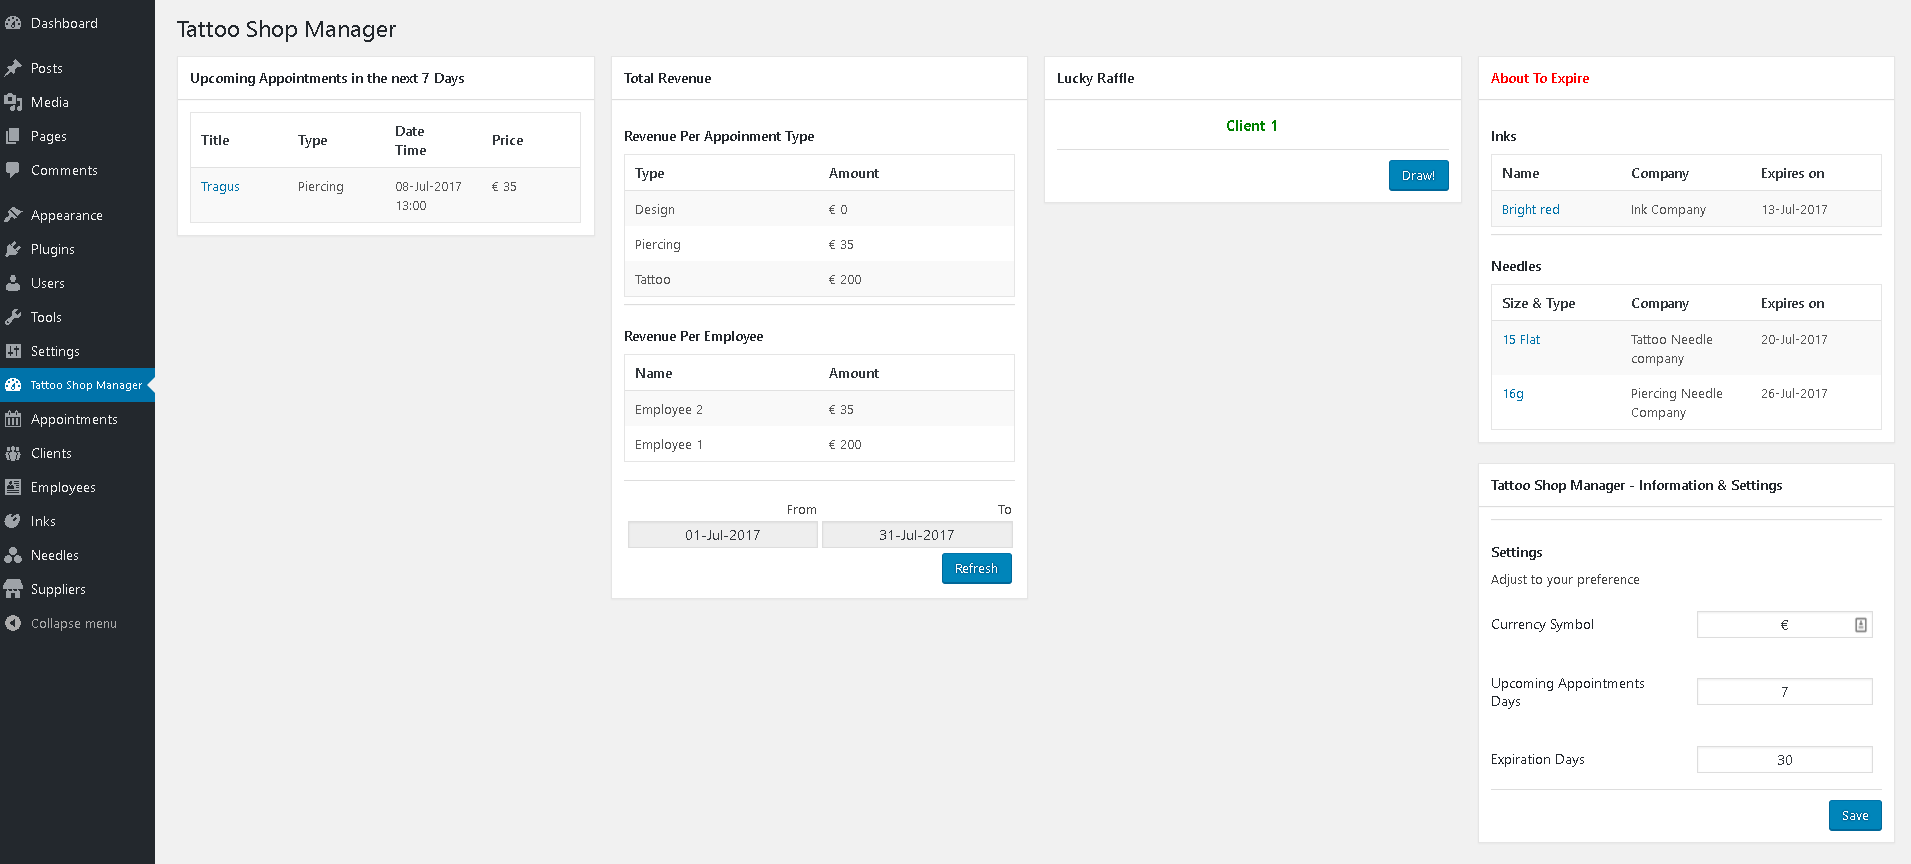 Dashboard
Posts
Media
Pages
Comments
Appearance
Plugins
Users
Tools
Settings
Tattoo Shop Manager
Appointments
Clients
Employees
Inks
Needles
Suppliers
Collapse menu
Tattoo Shop Manager
Upcoming Appointments in the next 7 Days
Title Type Date Time Price
Tragus Piercing 08-Jul-2017 13:00 € 35
Total Revenue
Revenue Per Appoinment Type
Type Amount
Design € 0
Piercing € 35
Tattoo € 200
Revenue Per Employee
Name Amount
Employee 2 € 35
Employee 1 € 200
From To
01-Jul-2017 31-Jul-2017
Refresh
Lucky Raffle
Client 1
Draw!
About To Expire
Inks
Name Company Expires on
Bright red Ink Company 13-Jul-2017
Needles
Size & Type Company Expires on
15 Flat Tattoo Needle company 20-Jul-2017
16g Piercing Needle Company 26-Jul-2017
Tattoo Shop Manager - Information & Settings
Settings
Adjust to your preference
Currency Symbol €
Upcoming Appointments Days 7
Expiration Days 30
Save